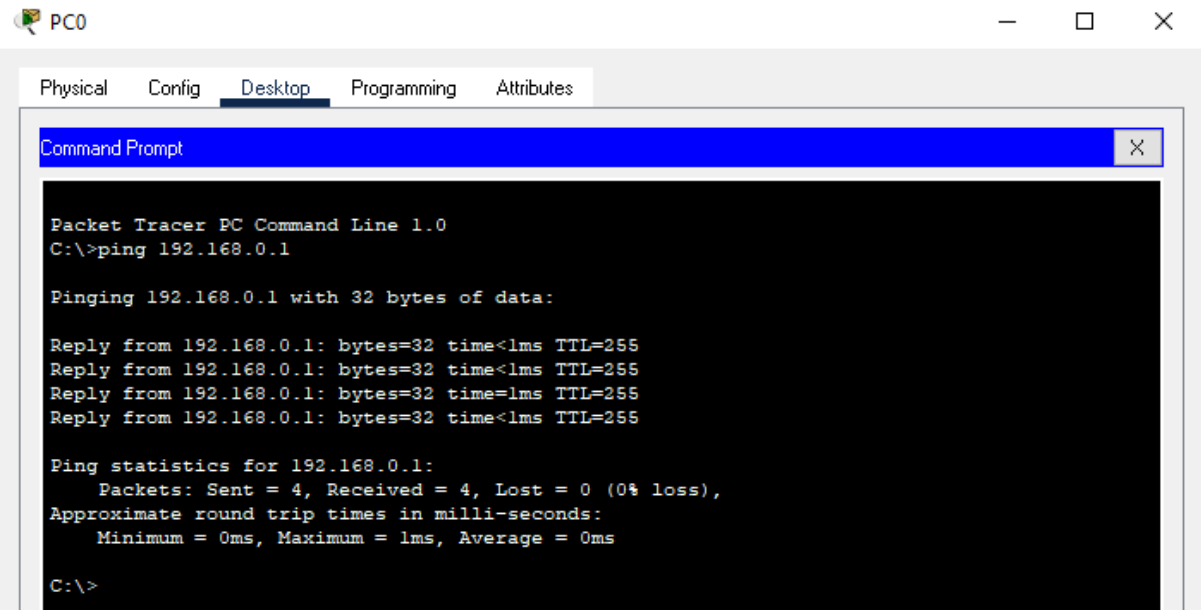 PC0
Physical Config Desktop Programming Attributes
Command Prompt
X
Packet Tracer PC Command Line 1.0
C:\>ping 192.168.0.1
Pinging 192.168.0.1 with 32 bytes of data:
Reply from 192.168.0.1: bytes=32 time<1ms TTL=255
Reply from 192.168.0.1: bytes=32 time<1ms TTL=255
Reply from 192.168.0.1: bytes=32 time=1ms TTL=255
Reply from 192.168.0.1: bytes=32 time<1ms TTL=255
Ping statistics for 192.168.0.1:
Packets: Sent = 4, Received = 4, Lost = 0 (0% loss),
Approximate round trip times in milli-seconds:
Minimum = 0ms, Maximum = 1ms, Average = 0ms
C:\>